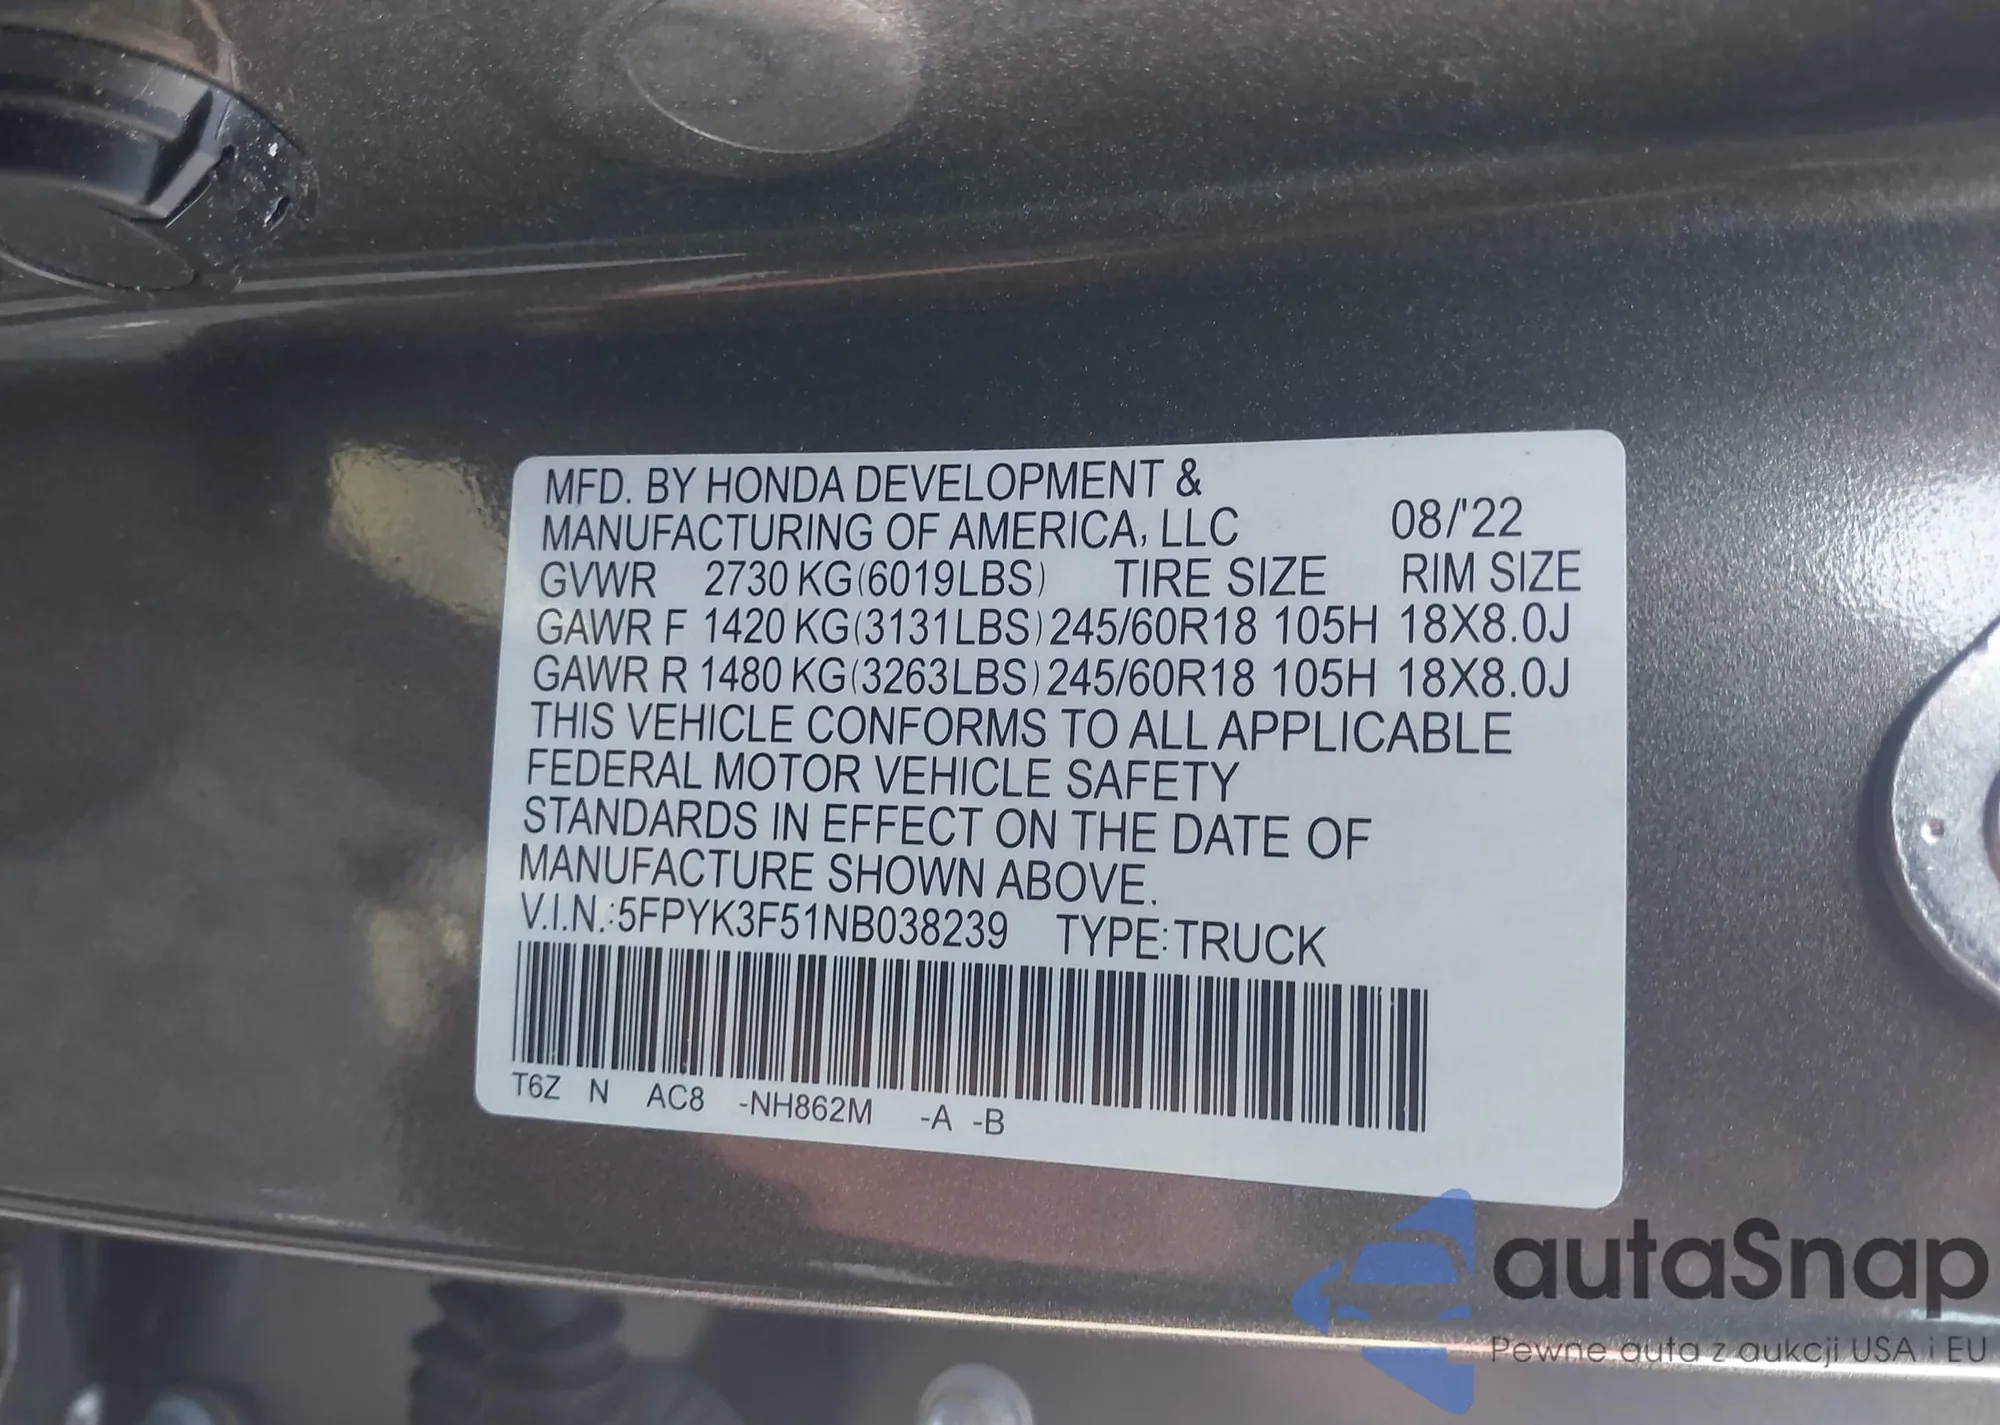 MFD. BY HONDA DEVELOPMENT &
MANUFACTURING OF AMERICA, LLC 08/'22
GVWR 2730 KG(6019LBS) TIRE SIZE RIM SIZE
GAWR F 1420 KG(3131LBS) 245/60R18 105H 18X8.0J
GAWR R 1480 KG(3263LBS) 245/60R18 105H 18X8.0J
THIS VEHICLE CONFORMS TO ALL APPLICABLE
FEDERAL MOTOR VEHICLE SAFETY
STANDARDS IN EFFECT ON THE DATE OF
MANUFACTURE SHOWN ABOVE.
V.I.N.:5FPYK3F51NB038239 TYPE:TRUCK
T6Z N AC8 -NH862M -A -B
autaSnap
Pewne auta z aukcji USA i EU